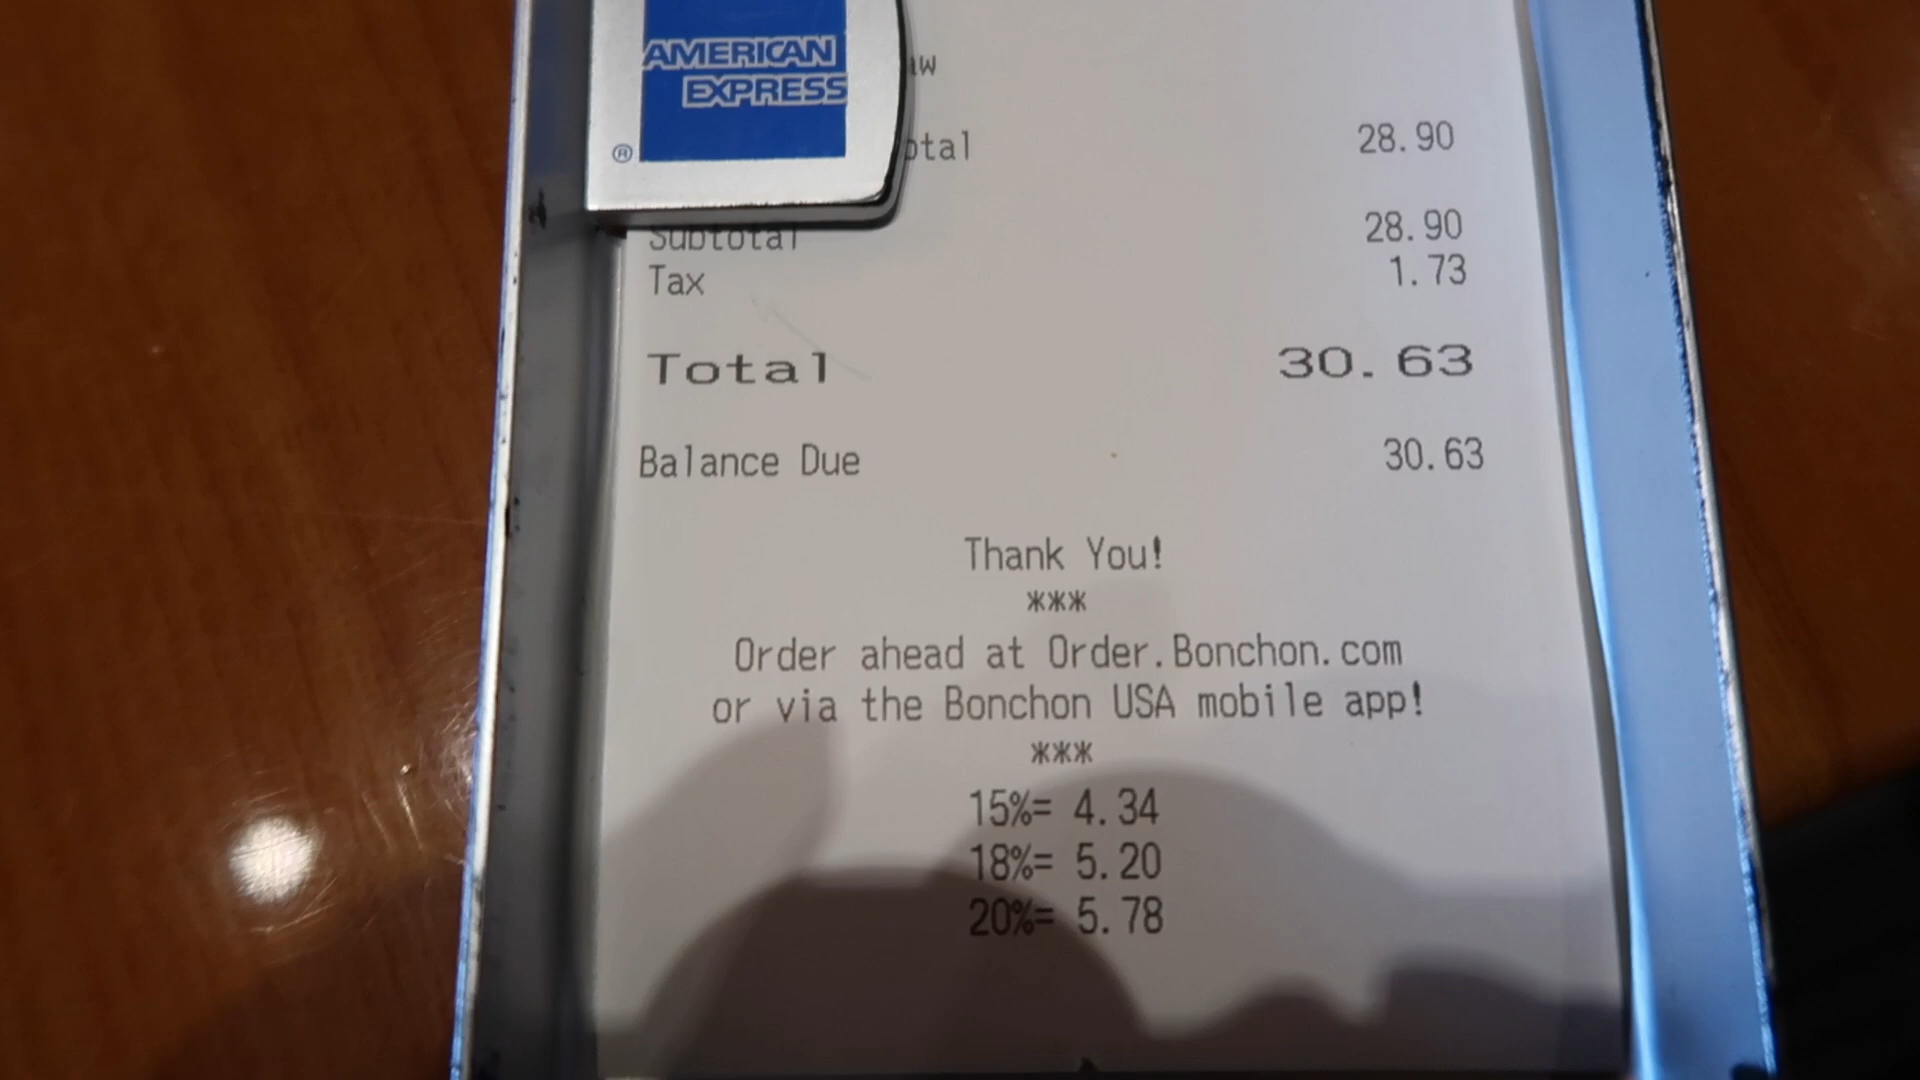 AMERICAN
EXPRESS
®
28.90
Subtotal 28.90
Tax 1.73
Total 30.63
Balance Due 30.63
Thank You!
***
Order ahead at Order.Bonchon.com
or via the Bonchon USA mobile app!
***
15%= 4.34
18%= 5.20
20%= 5.78